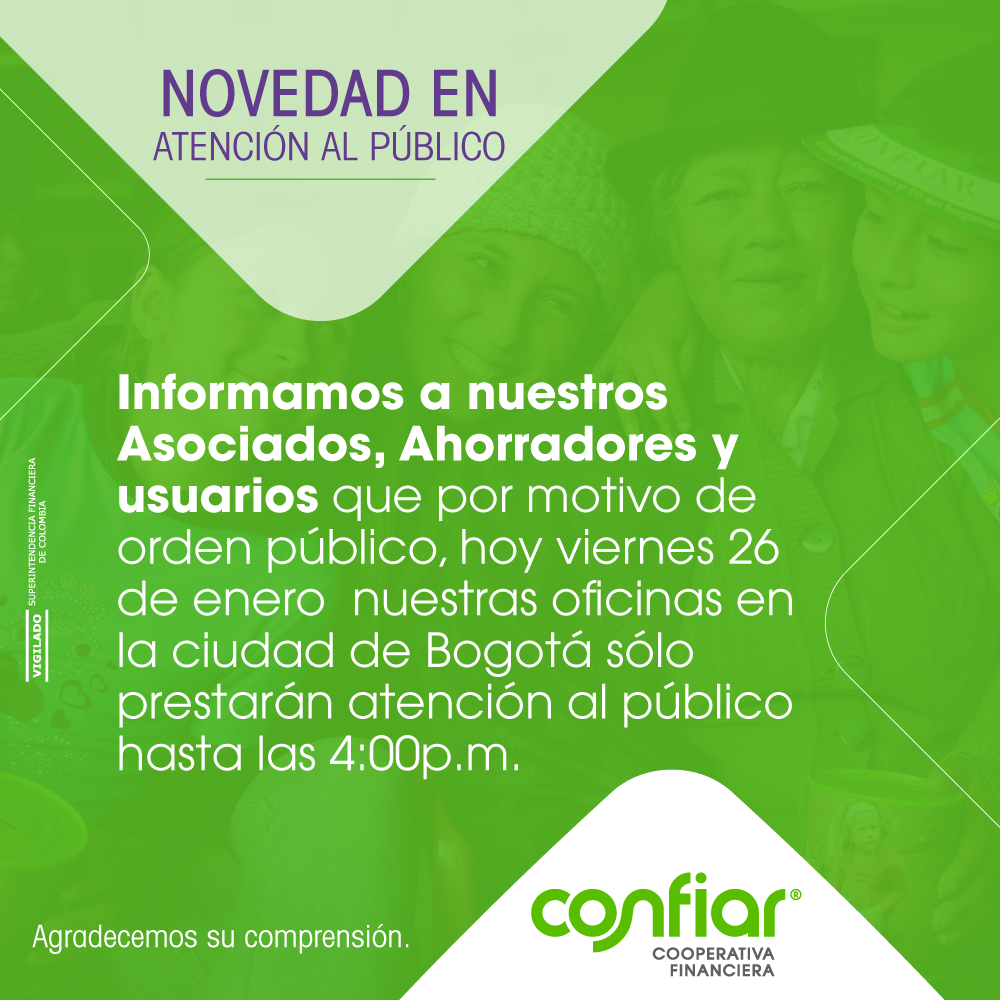 NOVEDAD EN
ATENCIÓN AL PÚBLICO
Informamos a nuestros
Asociados, Ahorradores y
usuarios que por motivo de
orden público, hoy viernes 26
de enero nuestras oficinas en
la ciudad de Bogotá sólo
prestarán atención al público
hasta las 4:00p.m.
VIGILADO SUPERINTENDENCIA FINANCIERA
DE COLOMBIA
Agradecemos su comprensión.
confiar®
COOPERATIVA
FINANCIERA